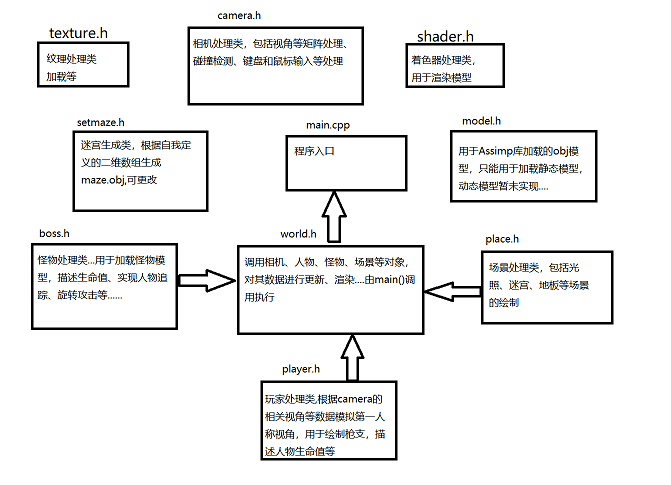 texture.h
纹理处理类
加载等
camera.h
相机处理类，包括视角等矩阵处理、
碰撞检测、键盘和鼠标输入等处理
shader.h
着色器处理类，
用于渲染模型
setmaze.h
迷宫生成类，根据自我定
义的二维数组生成
maze.obj,可更改
main.cpp
程序入口
model.h
用于Assimp库加载的obj模
型，只能用于加载静态模型，
动态模型暂未实现....
boss.h
怪物处理类...用于加载怪物模
型，描述生命值、实现人物追
踪、旋转攻击等......
world.h
调用相机、人物、怪物、场景等对象，
对其数据进行更新、渲染....由main()调
用执行
place.h
场景处理类，包括光
照、迷宫、地板等场景
的绘制
player.h
玩家处理类,根据camera的
相关视角等数据模拟第一人
称视角，用于绘制枪支，描
述人物生命值等